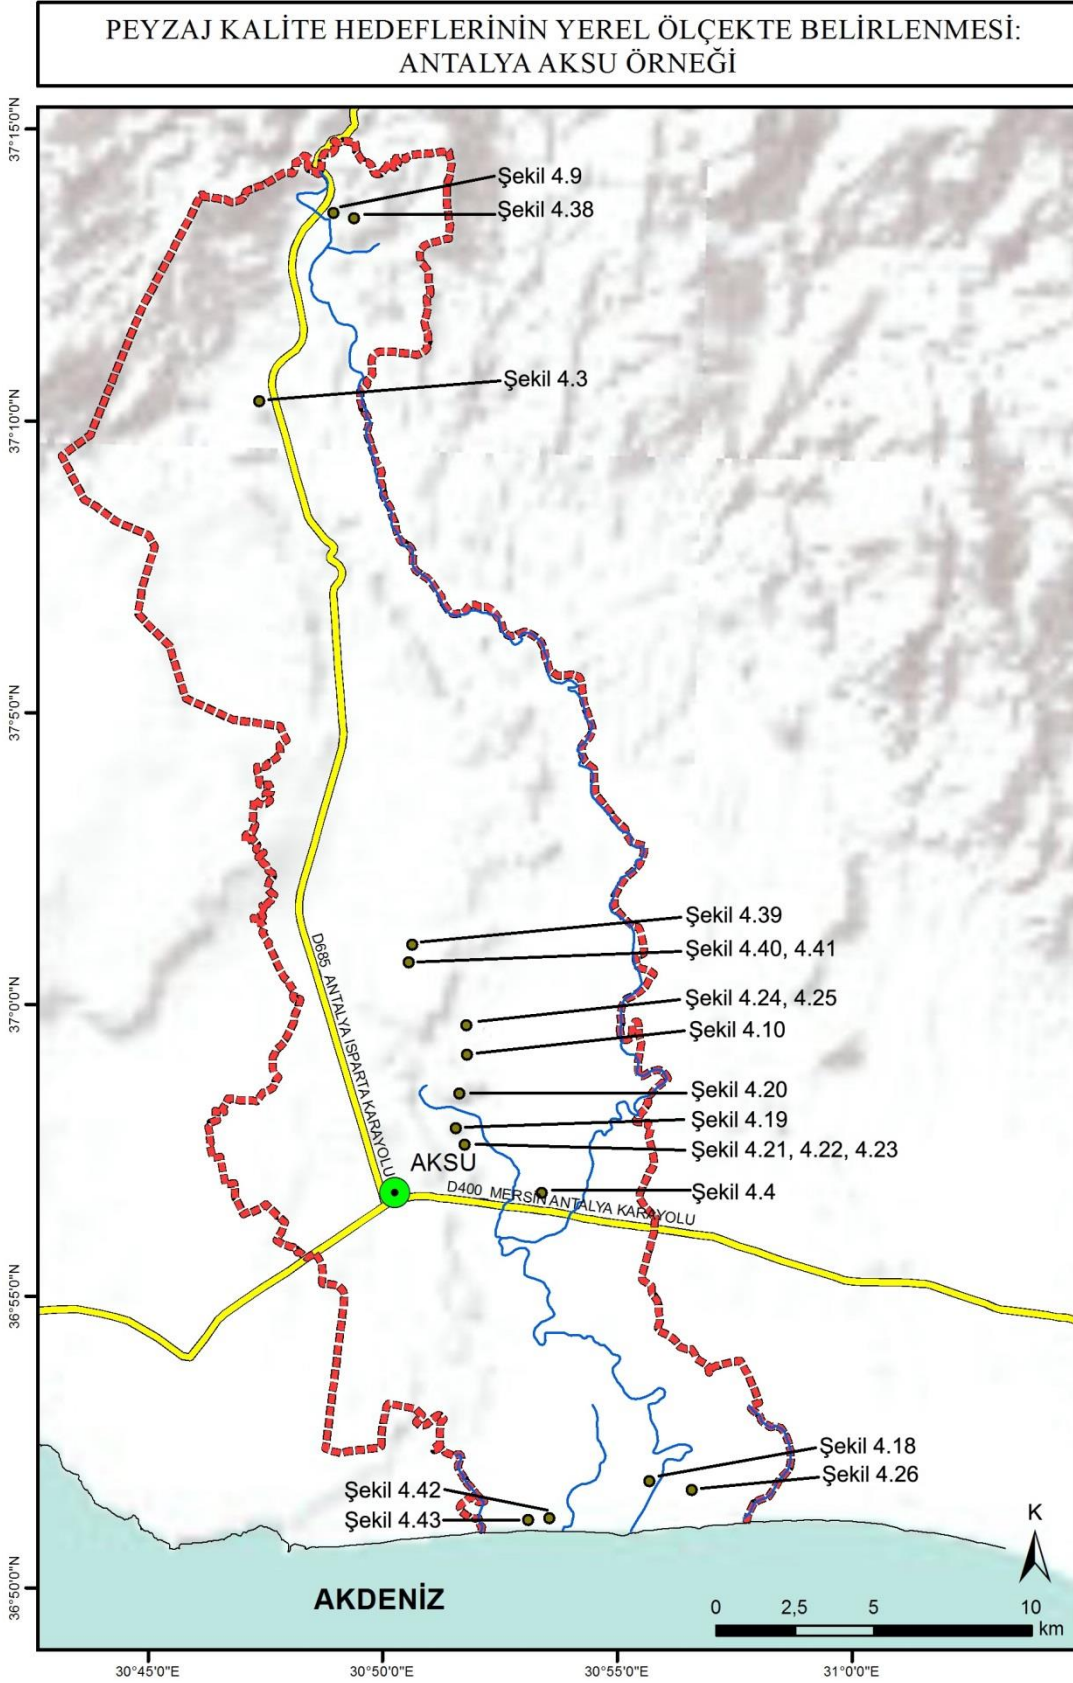 PEYZAJ KALİTE HEDEFLERİNİN YEREL ÖLÇEKTE BELİRLENMESİ:
ANTALYA AKSU ÖRNEĞİ
37°15'0"N
37°10'0"N
37°5'0"N
37°0'0"N
36°55'0"N
36°50'0"N
Şekil 4.9
Şekil 4.38
Şekil 4.3
Şekil 4.39
Şekil 4.40, 4.41
Şekil 4.24, 4.25
Şekil 4.10
Şekil 4.20
Şekil 4.19
Şekil 4.21, 4.22, 4.23
Şekil 4.4
D685 ANTALYA ISPARTA KARAYOLU
AKSU
D400 MERSİN ANTALYA KARAYOLU
Şekil 4.18
Şekil 4.26
Şekil 4.42
Şekil 4.43
K
AKDENİZ
0 2,5 5 10
km
30°45'0"E 30°50'0"E 30°55'0"E 31°0'0"E